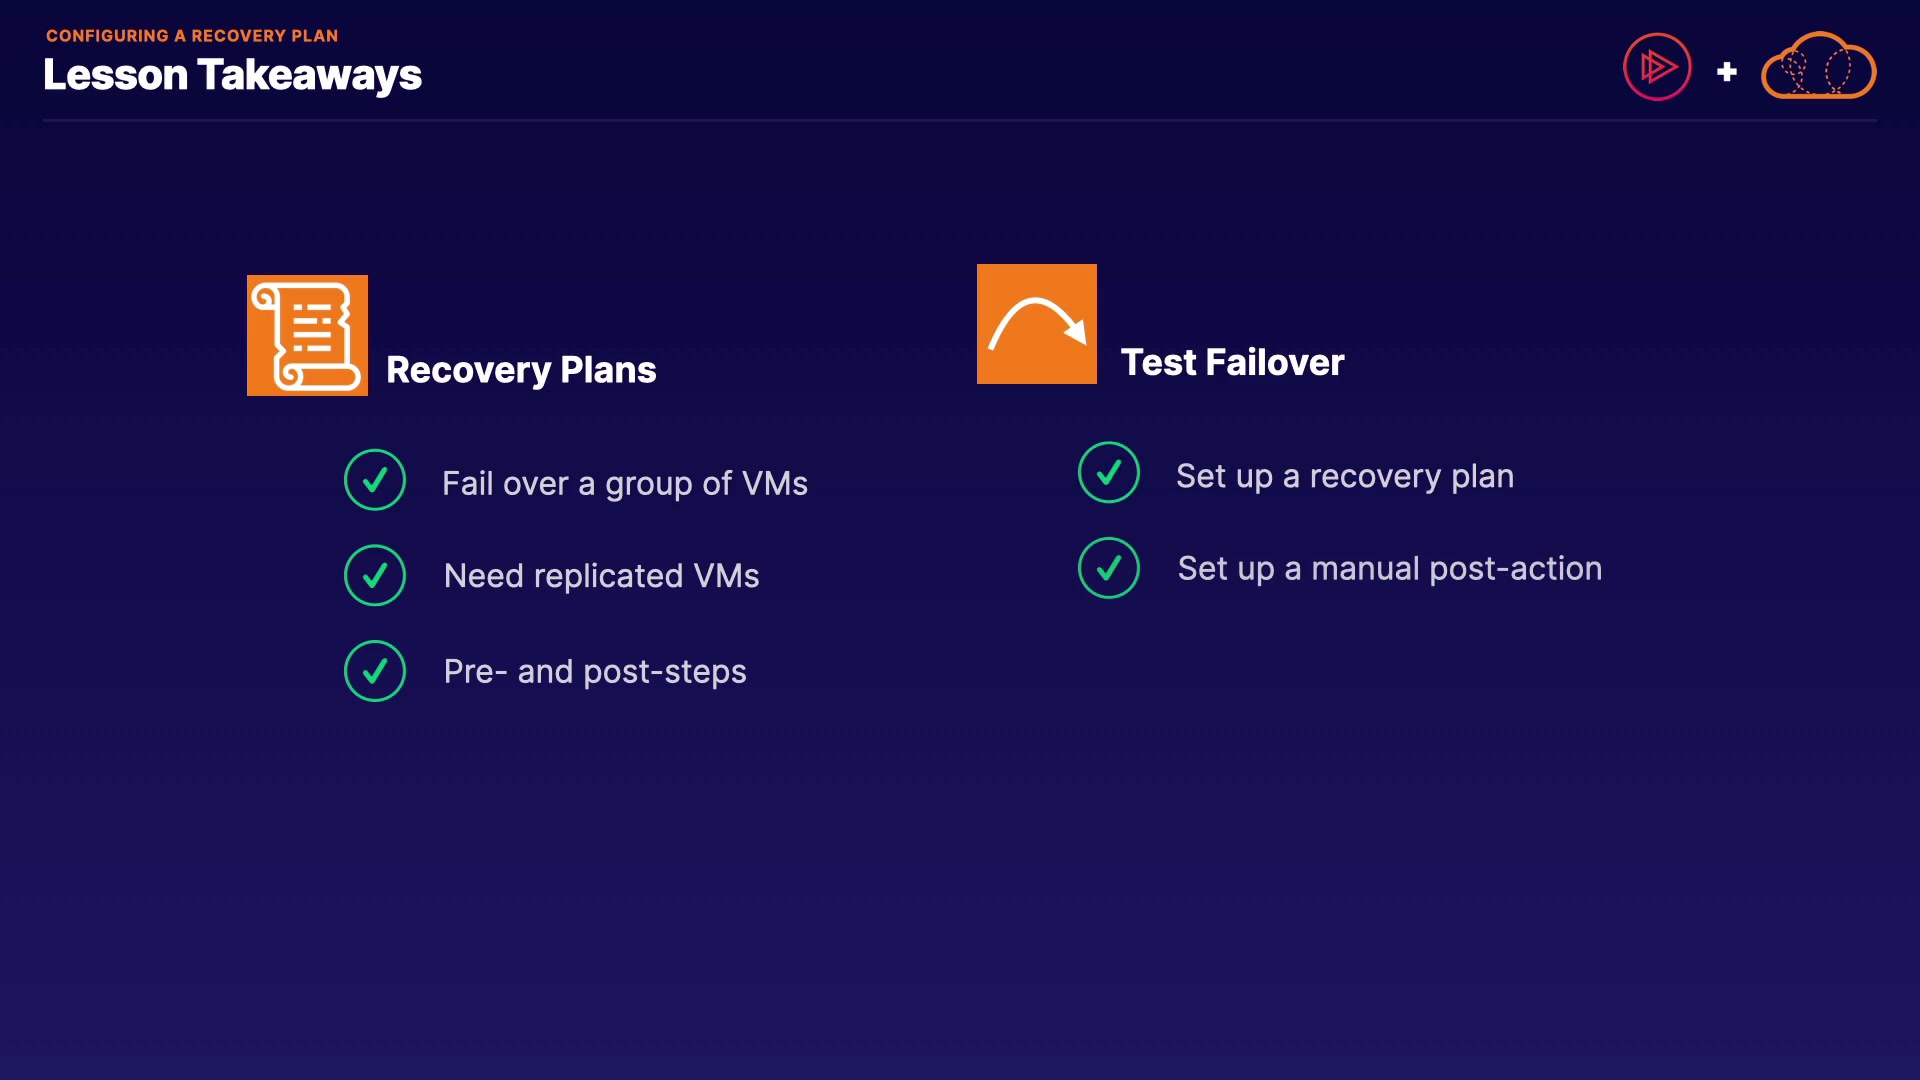 CONFIGURING A RECOVERY PLAN
Lesson Takeaways
Recovery Plans
Fail over a group of VMs
Need replicated VMs
Pre- and post-steps
Test Failover
Set up a recovery plan
Set up a manual post-action